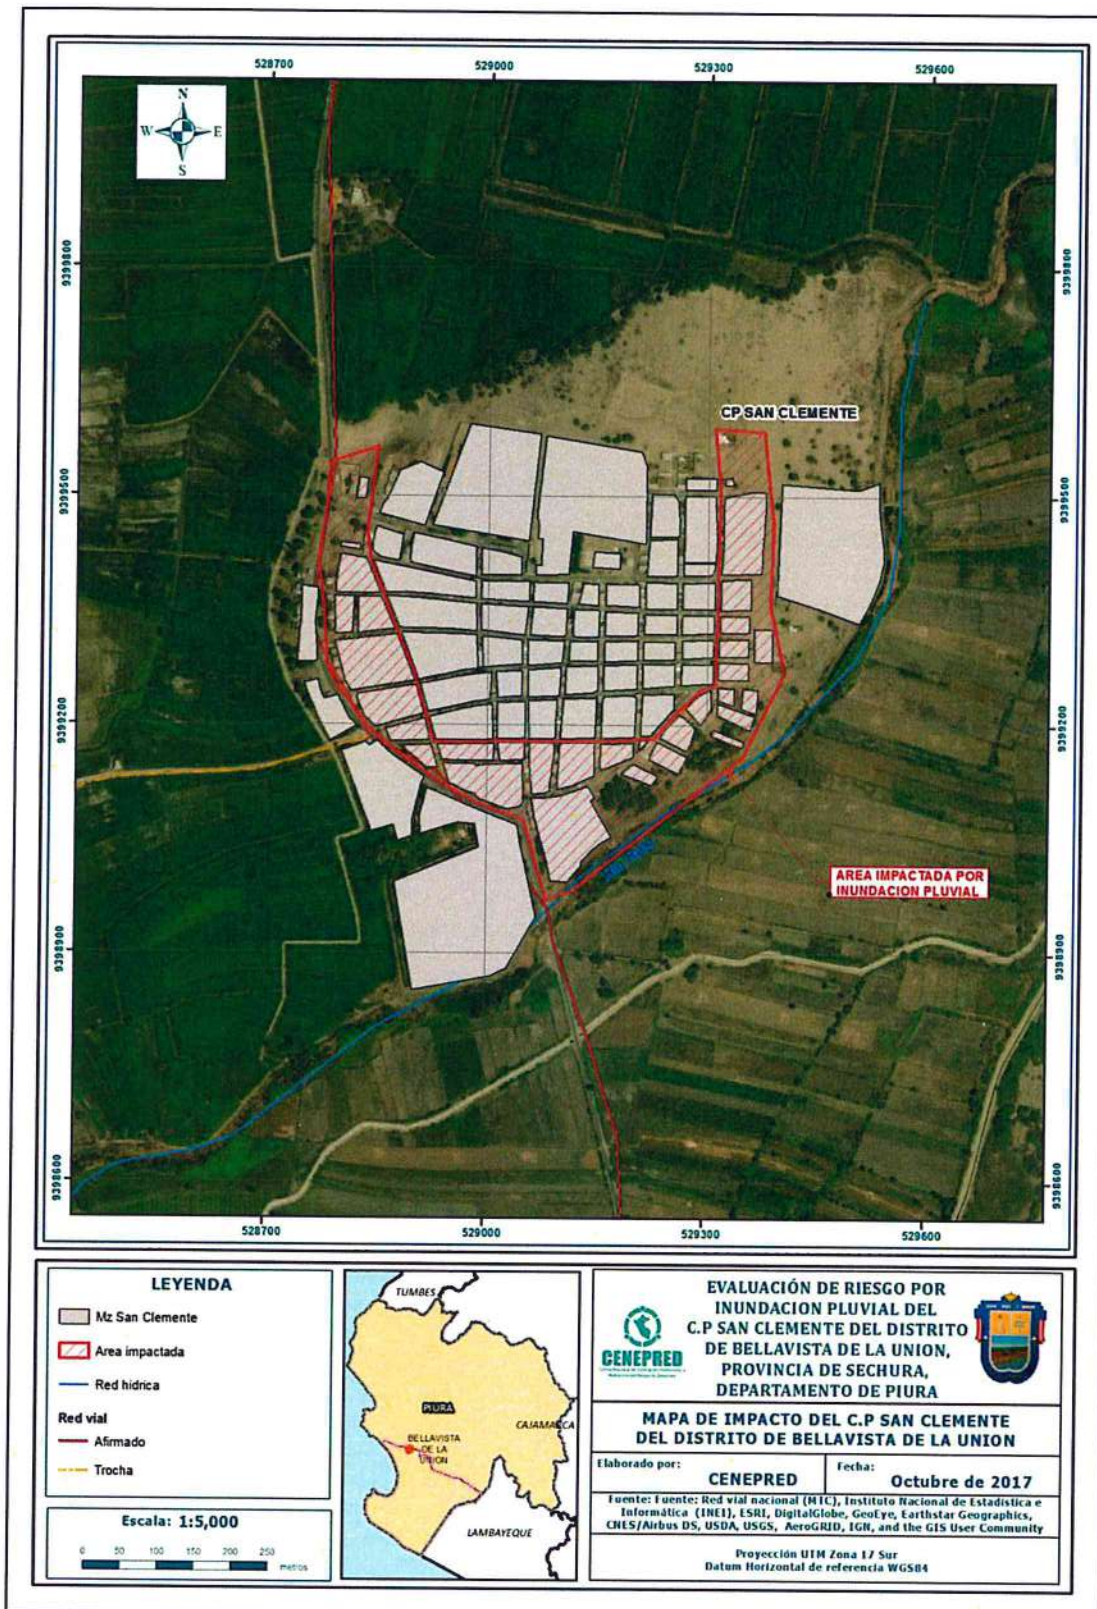 528700 529000 529300 529600
N
W E
S
9399800 9399800
CP SAN CLEMENTE
9399500 9399500
9399200 9399200
AREA IMPACTADA POR
INUNDACION PLUVIAL
9398900 9398900
9398600 9398600
528700 529000 529300 529600
LEYENDA
Mz San Clemente
Area impactada
Red hidrica
Red vial
Afirmado
Trocha
Escala: 1:5,000
0 50 100 150 200 250
metros
TUMBES
PIURA
CAJAMARCA
BELLAVISTA
DE LA
UNION
LAMBAYEQUE
CENEPRED
EVALUACIÓN DE RIESGO POR
INUNDACION PLUVIAL DEL
C.P SAN CLEMENTE DEL DISTRITO
DE BELLAVISTA DE LA UNION,
PROVINCIA DE SECHURA,
DEPARTAMENTO DE PIURA
MAPA DE IMPACTO DEL C.P SAN CLEMENTE
DEL DISTRITO DE BELLAVISTA DE LA UNION
Elaborado por:
CENEPRED
Fecha:
Octubre de 2017
Fuente: Fuente: Red vial nacional (MTC), Instituto Nacional de Estadística e
Informática (INEI), ESRI, DigitalGlobe, GeoEye, Earthstar Geographics,
CNES/Airbus DS, USDA, USGS, AeroGRID, IGN, and the GIS User Community
Proyección UTM Zona 17 Sur
Datum Horizontal de referencia WGS84